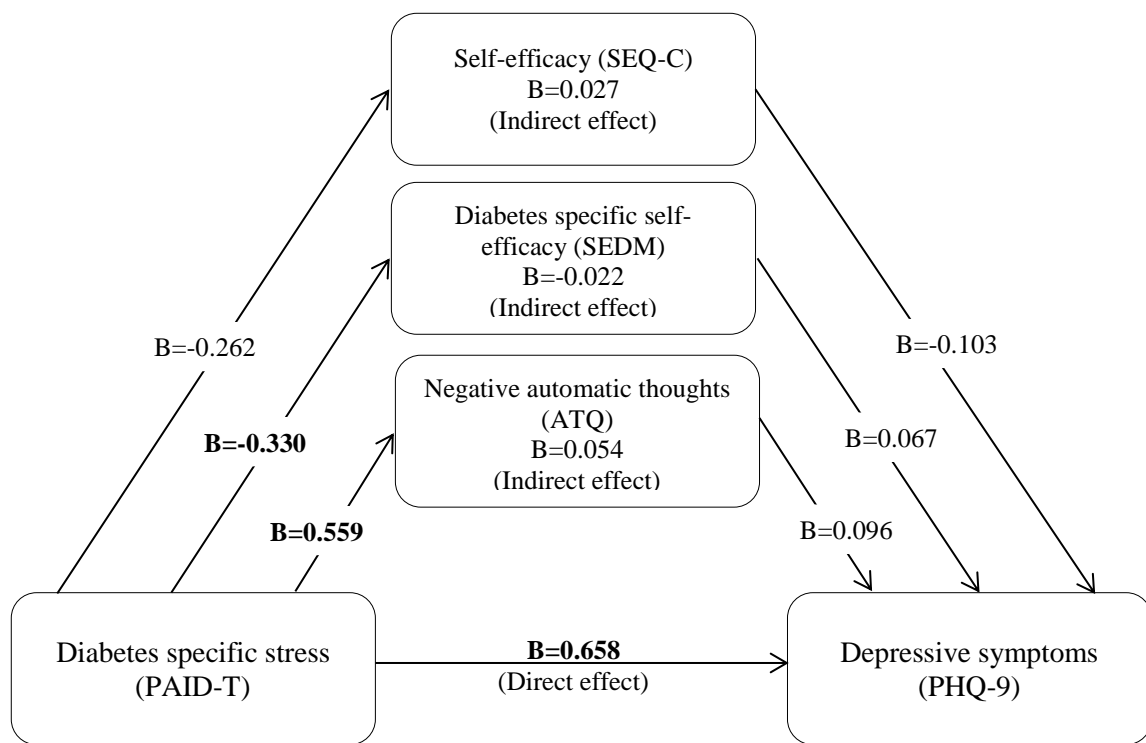 Self-efficacy (SEQ-C)
B=0.027
(Indirect effect)
Diabetes specific self-
efficacy (SEDM)
B=-0.022
(Indirect effect)
B=-0.262
B=-0.103
Negative automatic thoughts
(ATQ)
B=0.054
(Indirect effect)
B=-0.330
B=0.067
B=0.559
B=0.096
Diabetes specific stress
(PAID-T)
B=0.658
(Direct effect)
Depressive symptoms
(PHQ-9)